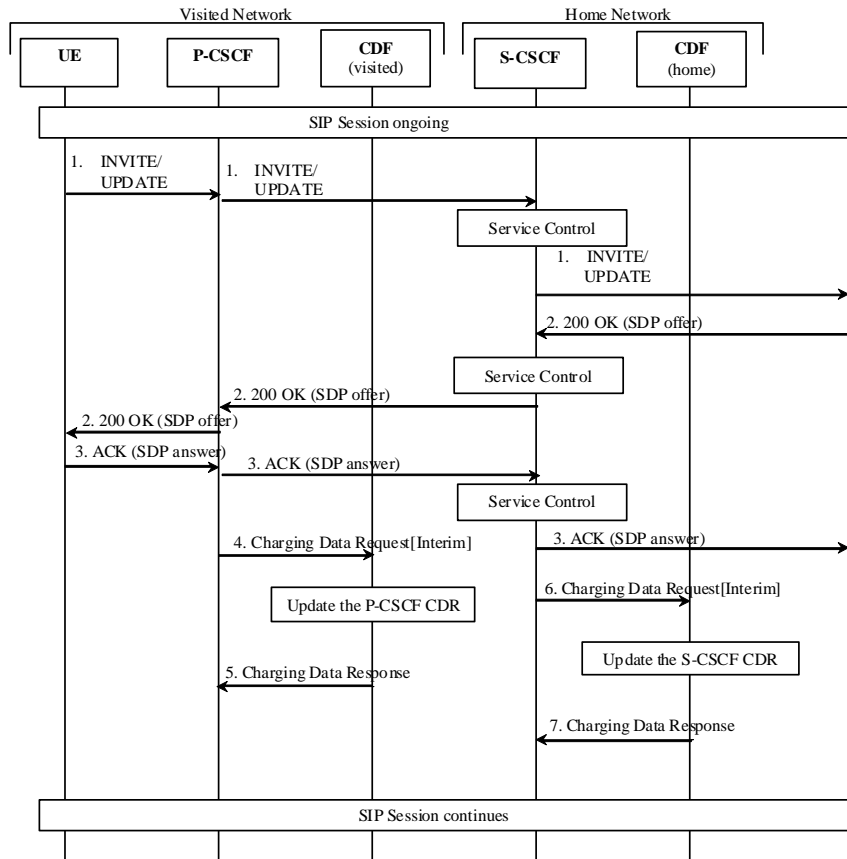 Visited Network
Home Network
UE
P-CSCF
CDF
(visited)
S-CSCF
CDF
(home)
SIP Session ongoing
1. INVITE/
UPDATE
1. INVITE/
UPDATE
Service Control
1. INVITE/
UPDATE
2. 200 OK (SDP offer)
Service Control
2. 200 OK (SDP offer)
2. 200 OK (SDP offer)
3. ACK (SDP answer)
3. ACK (SDP answer)
Service Control
4. Charging Data Request[Interim]
3. ACK (SDP answer)
6. Charging Data Request[Interim]
Update the P-CSCF CDR
Update the S-CSCF CDR
5. Charging Data Response
7. Charging Data Response
SIP Session continues